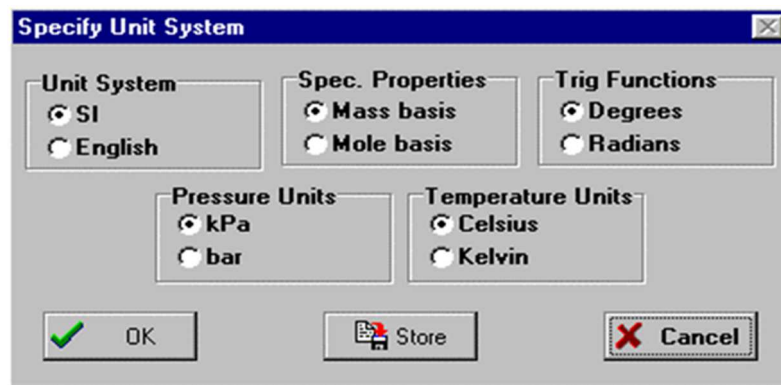 Specify Unit System
Unit System
SI
English
Spec. Properties
Mass basis
Mole basis
Trig Functions
Degrees
Radians
Pressure Units
kPa
bar
Temperature Units
Celsius
Kelvin
OK
Store
Cancel